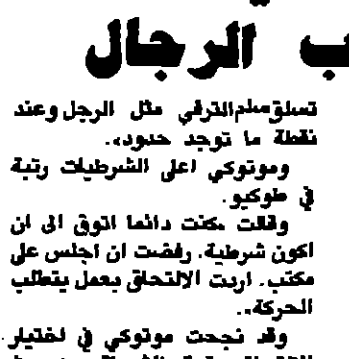 ب الرجال
تسلق سلم الترقي مثل الرجل وعند
نقطة ما توجد حدود».
وموتوكي اعلى الشرطيات رتبة
في طوكيو.
وقالت «كنت دائما اتوق الى ان
اكون شرطية. رفضت ان اجلس على
مكتب. اردت الالتحاق بعمل يتطلب
الحركة».
وقد نجحت موتوكي في اختيار